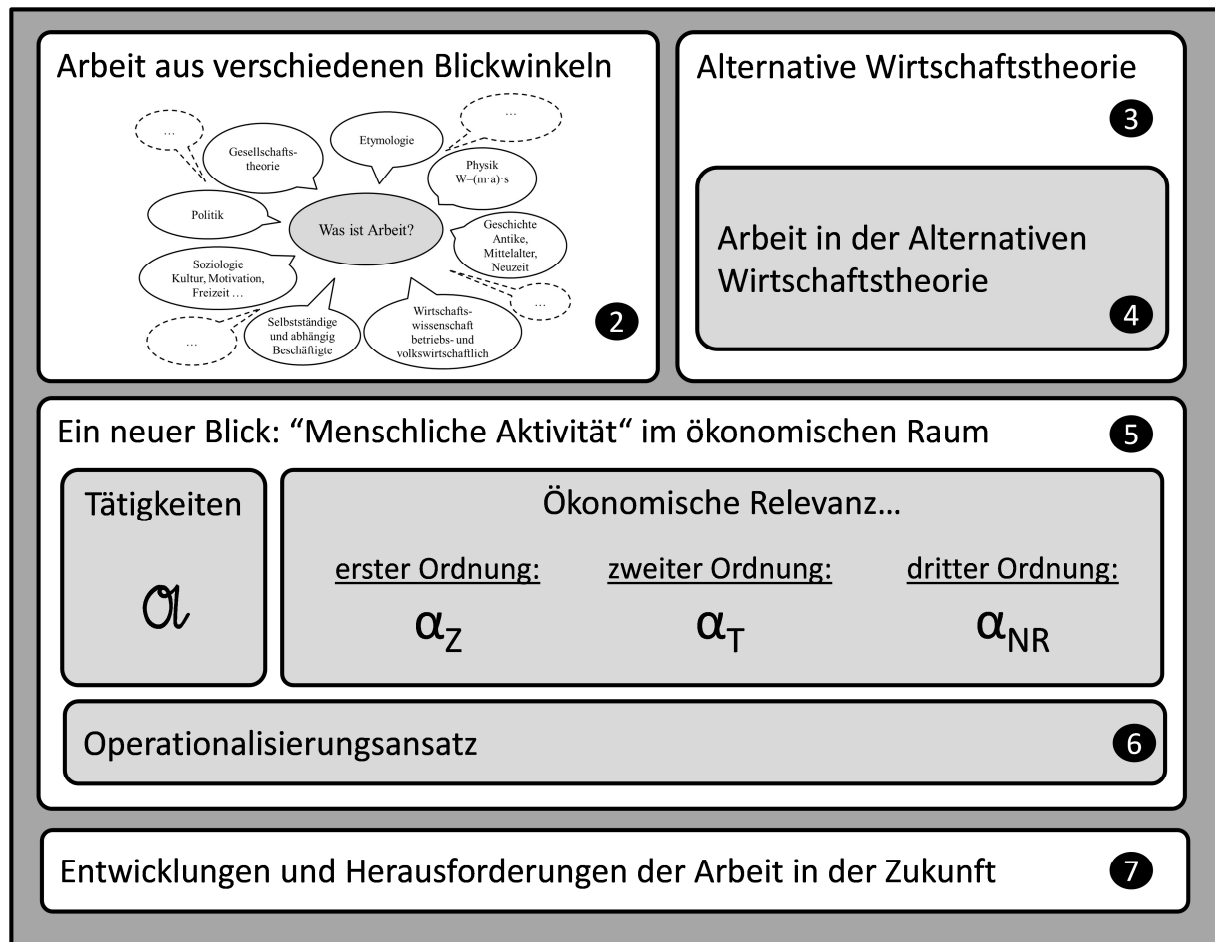 Arbeit aus verschiedenen Blickwinkeln
...
...
Etymologie
Gesellschafts-
theorie
Physik
W=(m·a)·s
Politik
Was ist Arbeit?
Geschichte
Antike,
Mittelalter,
Neuzeit
Soziologie
Kultur, Motivation,
Freizeit ...
...
Selbstständige
und abhängig
Beschäftigte
Wirtschafts-
wissenschaft
betriebs- und
volkswirtschaftlich
...
2
Alternative Wirtschaftstheorie
3
Arbeit in der Alternativen
Wirtschaftstheorie
4
Ein neuer Blick: “Menschliche Aktivität“ im ökonomischen Raum
5
Tätigkeiten
𝒶
Ökonomische Relevanz…
erster Ordnung:
zweiter Ordnung:
dritter Ordnung:
α_Z
α_T
α_NR
Operationalisierungsansatz
6
Entwicklungen und Herausforderungen der Arbeit in der Zukunft
7